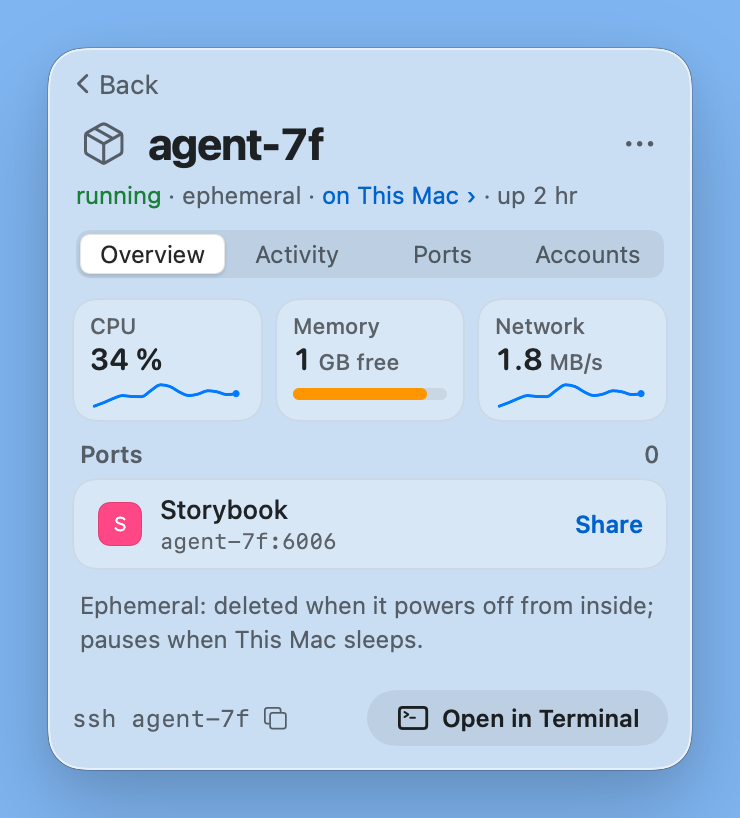 Back
agent-7f
running · ephemeral · on This Mac › · up 2 hr
Overview Activity Ports Accounts
CPU Memory Network
34 % 1 GB free 1.8 MB/s
Ports 0
S Storybook Share
agent-7f:6006
Ephemeral: deleted when it powers off from inside;
pauses when This Mac sleeps.
ssh agent-7f Open in Terminal